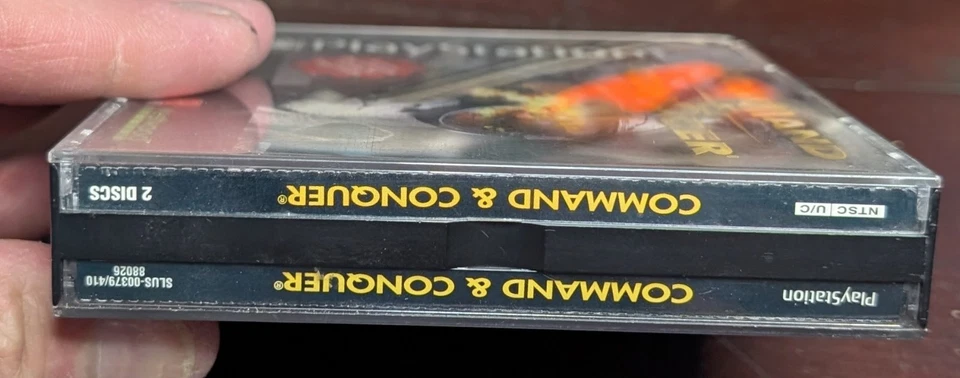 PlayStation
COMMAND & CONQUER®
SLUS-00379/410
88026
NTSC U/C
COMMAND & CONQUER®
2 DISCS
PlayStation